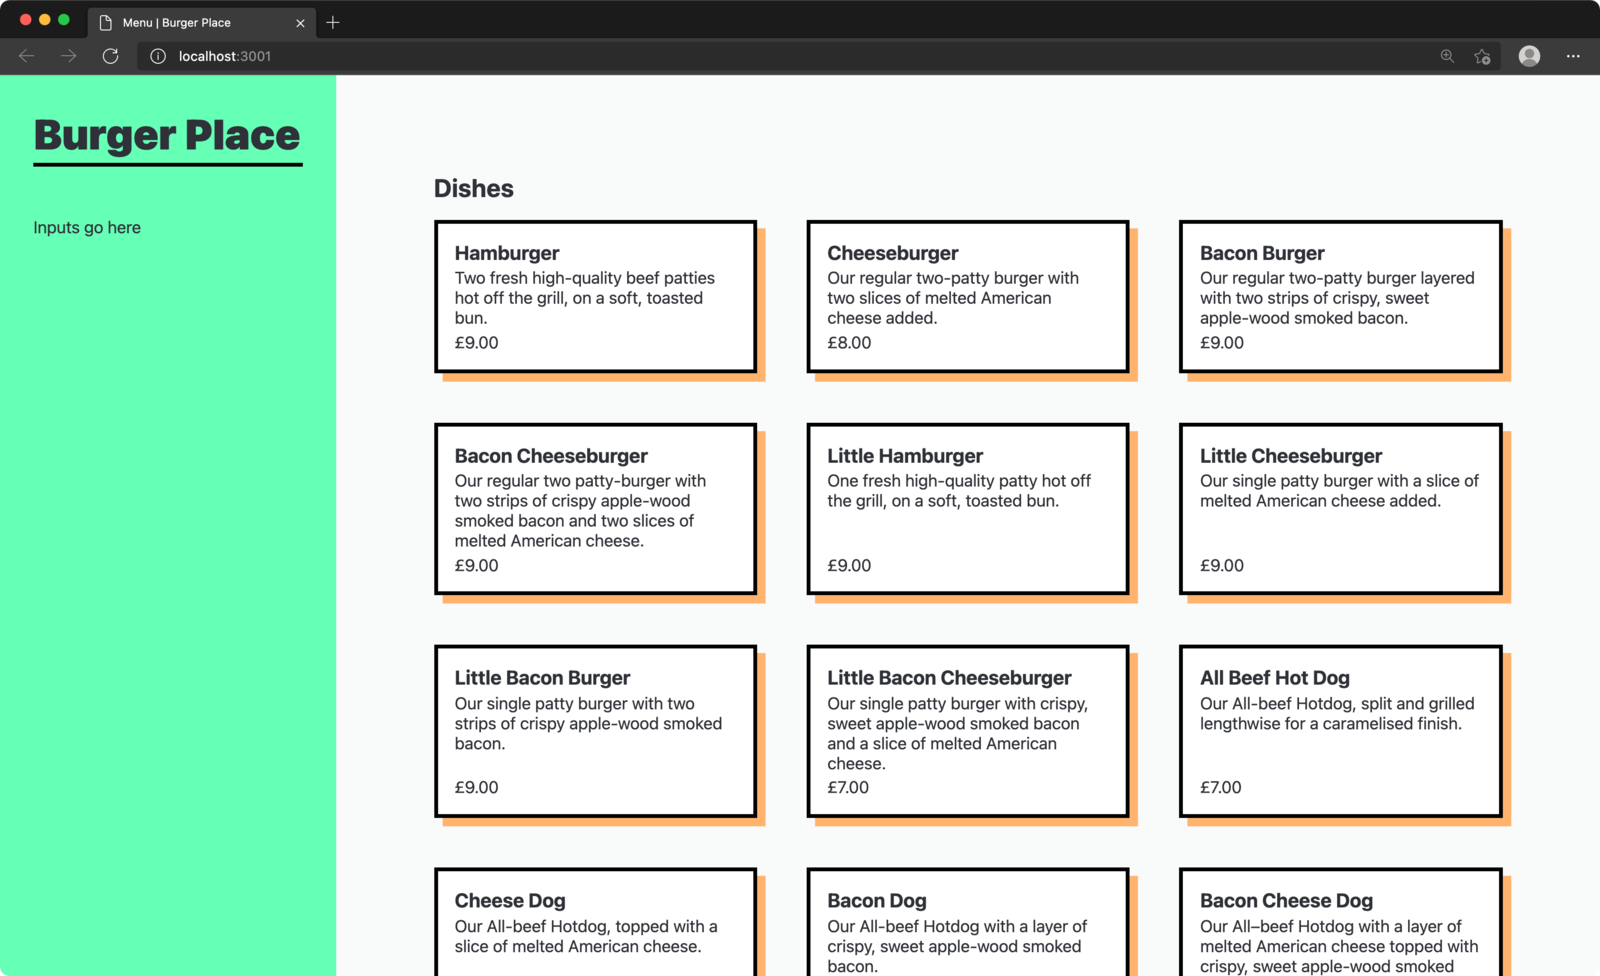 Menu | Burger Place
localhost:3001
Burger Place
Inputs go here
Dishes
Hamburger
Two fresh high-quality beef patties
hot off the grill, on a soft, toasted
bun.
£9.00
Cheeseburger
Our regular two-patty burger with
two slices of melted American
cheese added.
£8.00
Bacon Burger
Our regular two-patty burger layered
with two strips of crispy, sweet
apple-wood smoked bacon.
£9.00
Bacon Cheeseburger
Our regular two patty-burger with
two strips of crispy apple-wood
smoked bacon and two slices of
melted American cheese.
£9.00
Little Hamburger
One fresh high-quality patty hot off
the grill, on a soft, toasted bun.
£9.00
Little Cheeseburger
Our single patty burger with a slice of
melted American cheese added.
£9.00
Little Bacon Burger
Our single patty burger with two
strips of crispy apple-wood smoked
bacon.
£9.00
Little Bacon Cheeseburger
Our single patty burger with crispy,
sweet apple-wood smoked bacon
and a slice of melted American
cheese.
£7.00
All Beef Hot Dog
Our All-beef Hotdog, split and grilled
lengthwise for a caramelised finish.
£7.00
Cheese Dog
Our All-beef Hotdog, topped with a
slice of melted American cheese.
Bacon Dog
Our All-beef Hotdog with a layer of
crispy, sweet apple-wood smoked
bacon.
Bacon Cheese Dog
Our All–beef Hotdog with a layer of
melted American cheese topped with
crispy, sweet apple-wood smoked